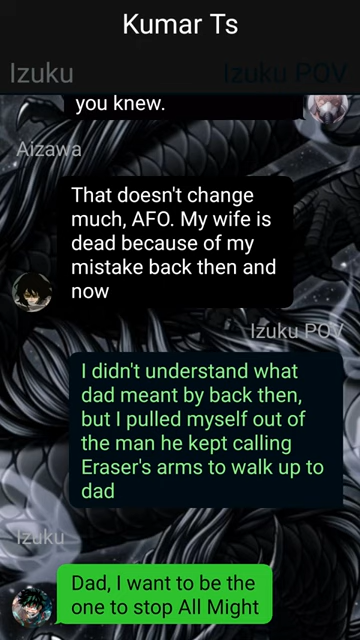 Kumar Ts
Izuku
Izuku POV
you knew.
Aizawa
That doesn't change
much, AFO. My wife is
dead because of my
mistake back then and
now
Izuku POV
I didn't understand what
dad meant by back then,
but I pulled myself out of
the man he kept calling
Eraser's arms to walk up to
dad
Izuku
Dad, I want to be the
one to stop All Might